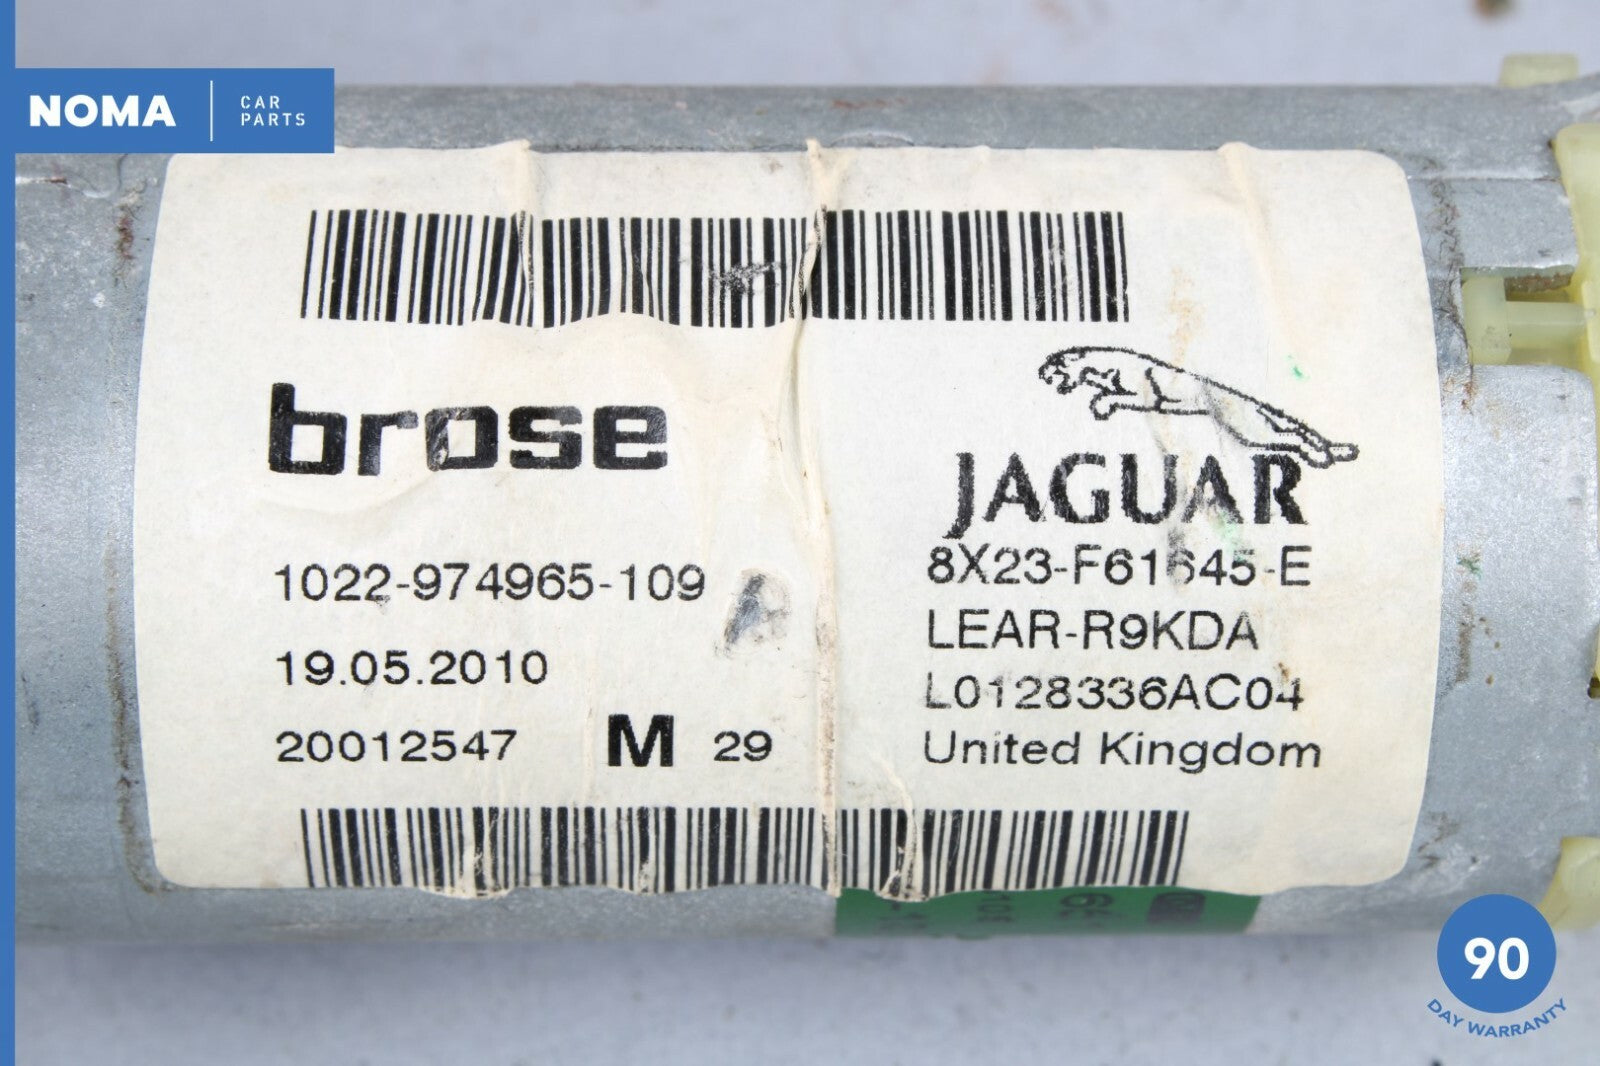 NOMA
CAR
PARTS
brose
JAGUAR
1022-974965-109
8X23-F61645-E
19.05.2010
LEAR-R9KDA
L0128336AC04
20012547 M 29
United Kingdom
90
DAY WARRANTY